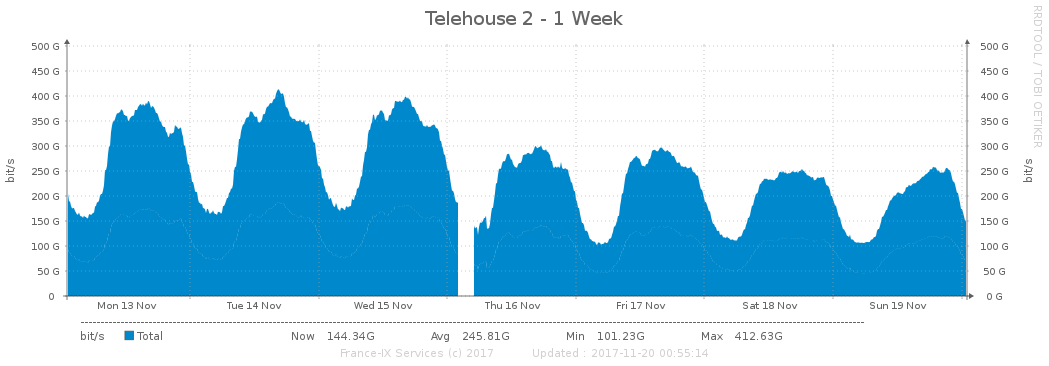 Telehouse 2 - 1 Week
RRDTOOL / TOBI OETIKER
500 G 500 G
450 G 450 G
400 G 400 G
350 G 350 G
300 G 300 G
250 G 250 G
200 G 200 G
150 G 150 G
100 G 100 G
50 G 50 G
0 0 G
bit/s
bit/s
Mon 13 Nov Tue 14 Nov Wed 15 Nov Thu 16 Nov Fri 17 Nov Sat 18 Nov Sun 19 Nov
bit/s Total Now 144.34G Avg 245.81G Min 101.23G Max 412.63G
France-IX Services (c) 2017 Updated : 2017-11-20 00:55:14